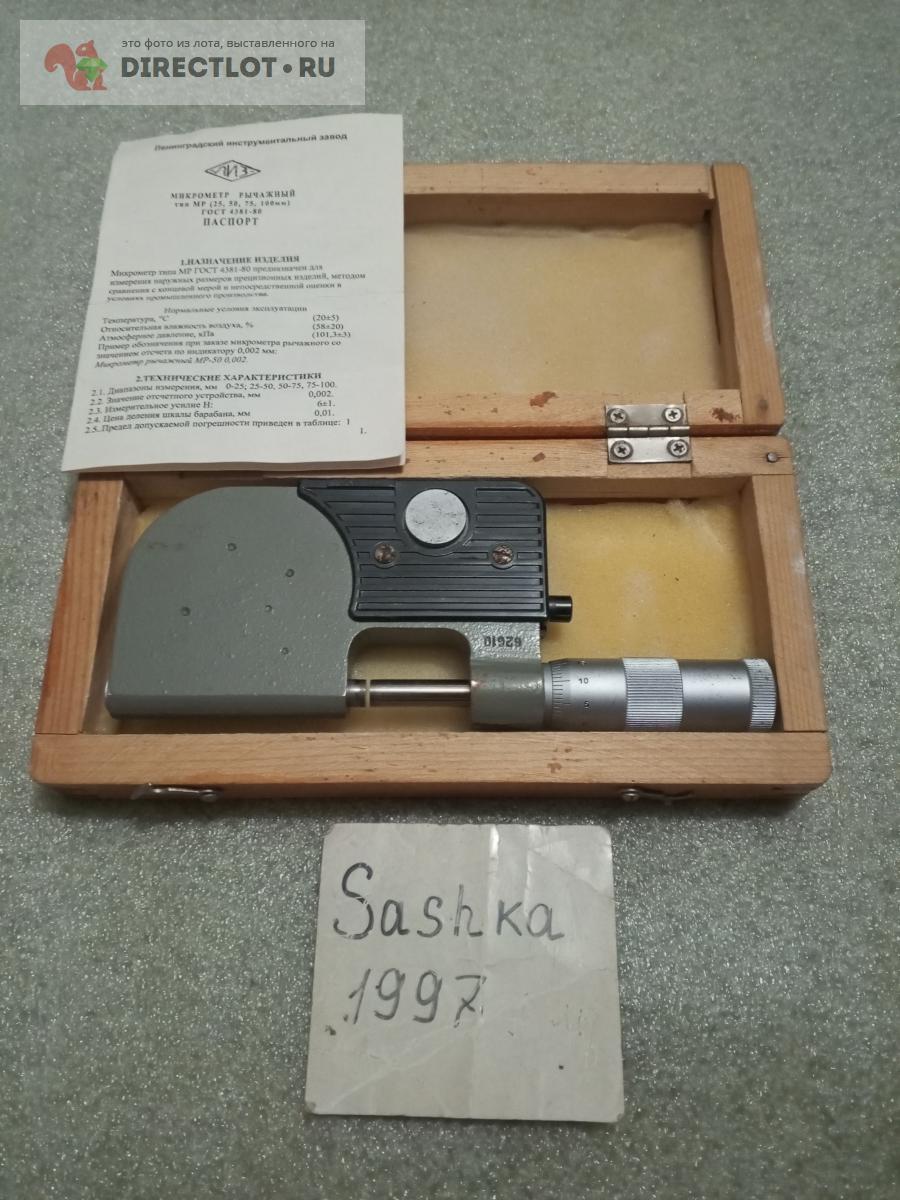 это фото из лота, выставленного на
DIRECTLOT•RU
Ленинградский инструментальный завод
ЛИЗ
МИКРОМЕТР РЫЧАЖНЫЙ
тип МР (25, 50, 75, 100мм)
ГОСТ 4381-80
ПАСПОРТ
1.НАЗНАЧЕНИЕ ИЗДЕЛИЯ
Микрометр типа МР ГОСТ 4381-80 предназначен для
измерения наружных размеров прецизионных изделий, методом
сравнения с концевой мерой и непосредственной оценки в
условиях промышленного производства.
Нормальные условия эксплуатации
Температура, °С (20±5)
Относительная влажность воздуха, % (58±20)
Атмосферное давление, кПа (101,3±3)
Пример обозначения при заказе микрометра рычажного со
значением отсчета по индикатору 0,002 мм:
Микрометр рычажный МР-50 0,002.
2.ТЕХНИЧЕСКИЕ ХАРАКТЕРИСТИКИ
2.1. Диапазоны измерения, мм 0-25; 25-50, 50-75, 75-100.
2.2. Значение отсчетного устройства, мм 0,002.
2.3. Измерительное усилие Н: 6±1.
2.4. Цена деления шкалы барабана, мм 0,01.
2.5. Предел допускаемой погрешности приведен в таблице: 1
1.
62610
10
5
Sashka
1997